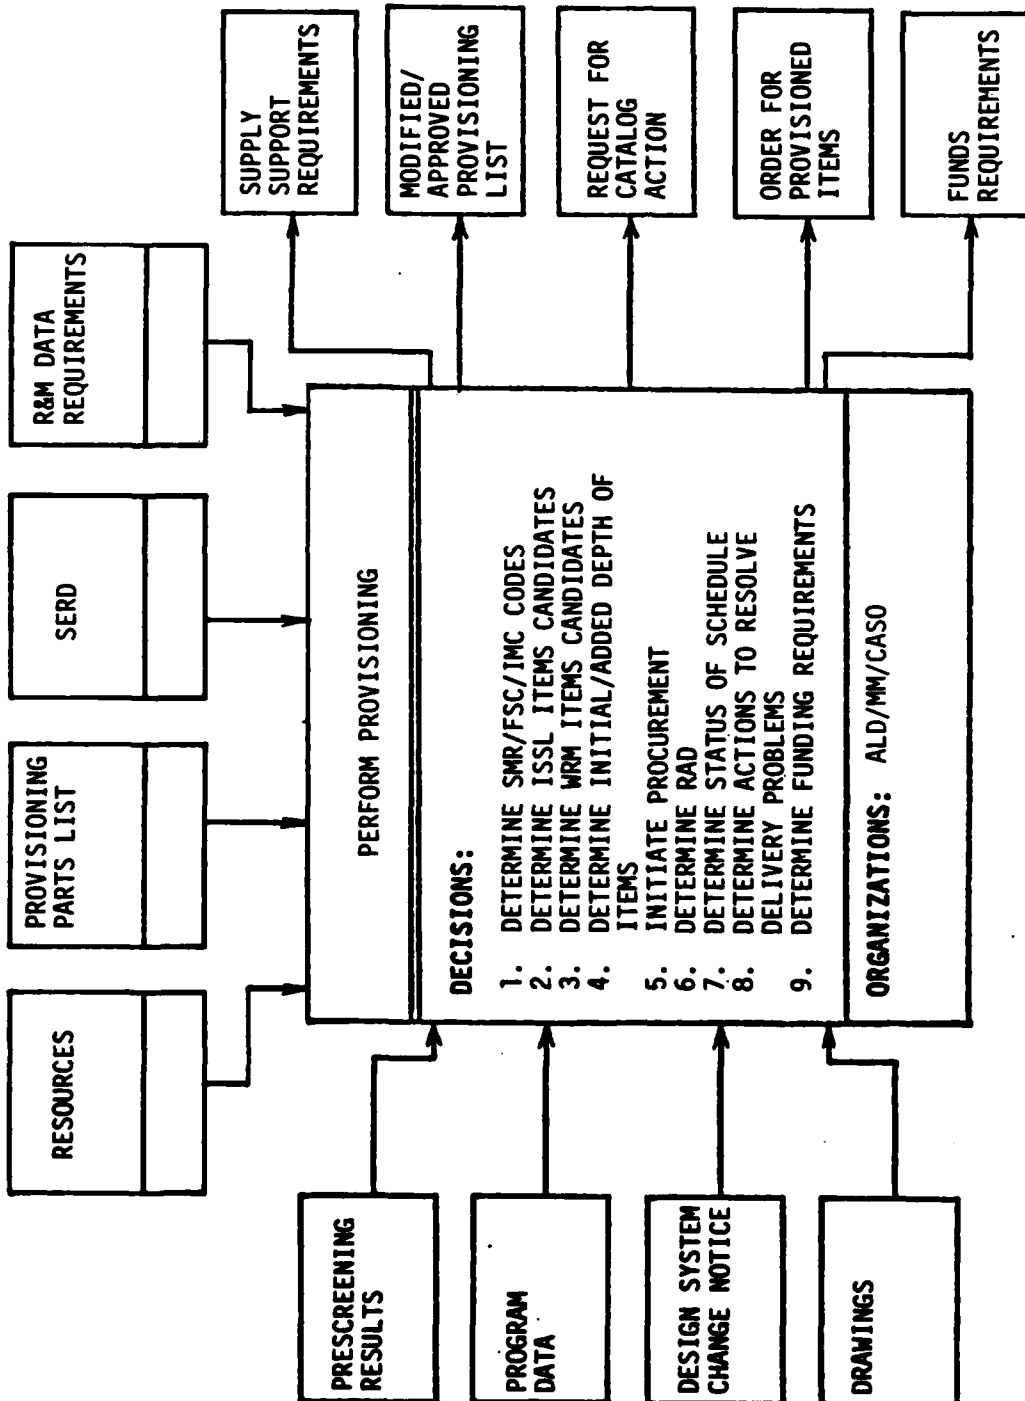 RESOURCES
PROVISIONING
PARTS LIST
SERD
R&M DATA
REQUIREMENTS
PRESCREENING
RESULTS
PROGRAM
DATA
DESIGN SYSTEM
CHANGE NOTICE
DRAWINGS
PERFORM PROVISIONING
DECISIONS:
1. DETERMINE SMR/FSC/IMC CODES
2. DETERMINE ISSL ITEMS CANDIDATES
3. DETERMINE WRM ITEMS CANDIDATES
4. DETERMINE INITIAL/ADDED DEPTH OF
ITEMS
5. INITIATE PROCUREMENT
6. DETERMINE RAD
7. DETERMINE STATUS OF SCHEDULE
8. DETERMINE ACTIONS TO RESOLVE
DELIVERY PROBLEMS
9. DETERMINE FUNDING REQUIREMENTS
ORGANIZATIONS: ALD/MM/CASO
SUPPLY
SUPPORT
REQUIREMENTS
MODIFIED/
APPROVED
PROVISIONING
LIST
REQUEST FOR
CATALOG
ACTION
ORDER FOR
PROVISIONED
ITEMS
FUNDS
REQUIREMENTS